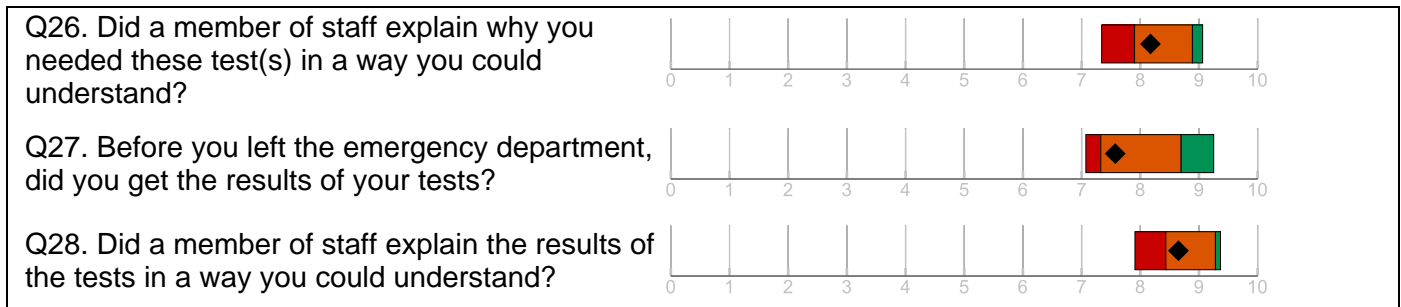 Q26. Did a member of staff explain why you
needed these test(s) in a way you could
understand?
0 1 2 3 4 5 6 7 8 9 10
Q27. Before you left the emergency department,
did you get the results of your tests?
0 1 2 3 4 5 6 7 8 9 10
Q28. Did a member of staff explain the results of
the tests in a way you could understand?
0 1 2 3 4 5 6 7 8 9 10